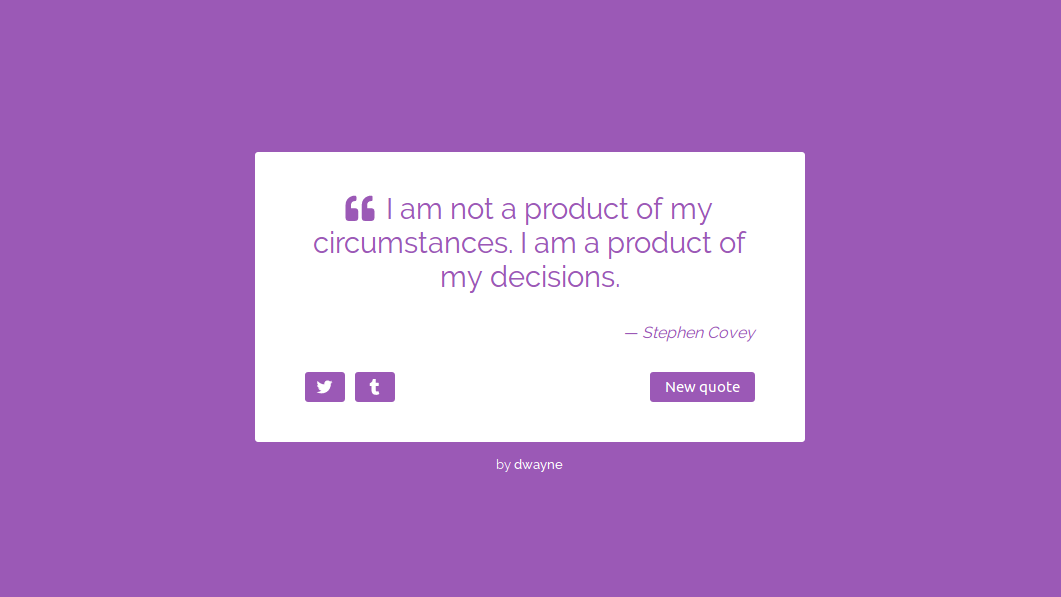 ❝ I am not a product of my
circumstances. I am a product of
my decisions.
— Stephen Covey
New quote
by dwayne